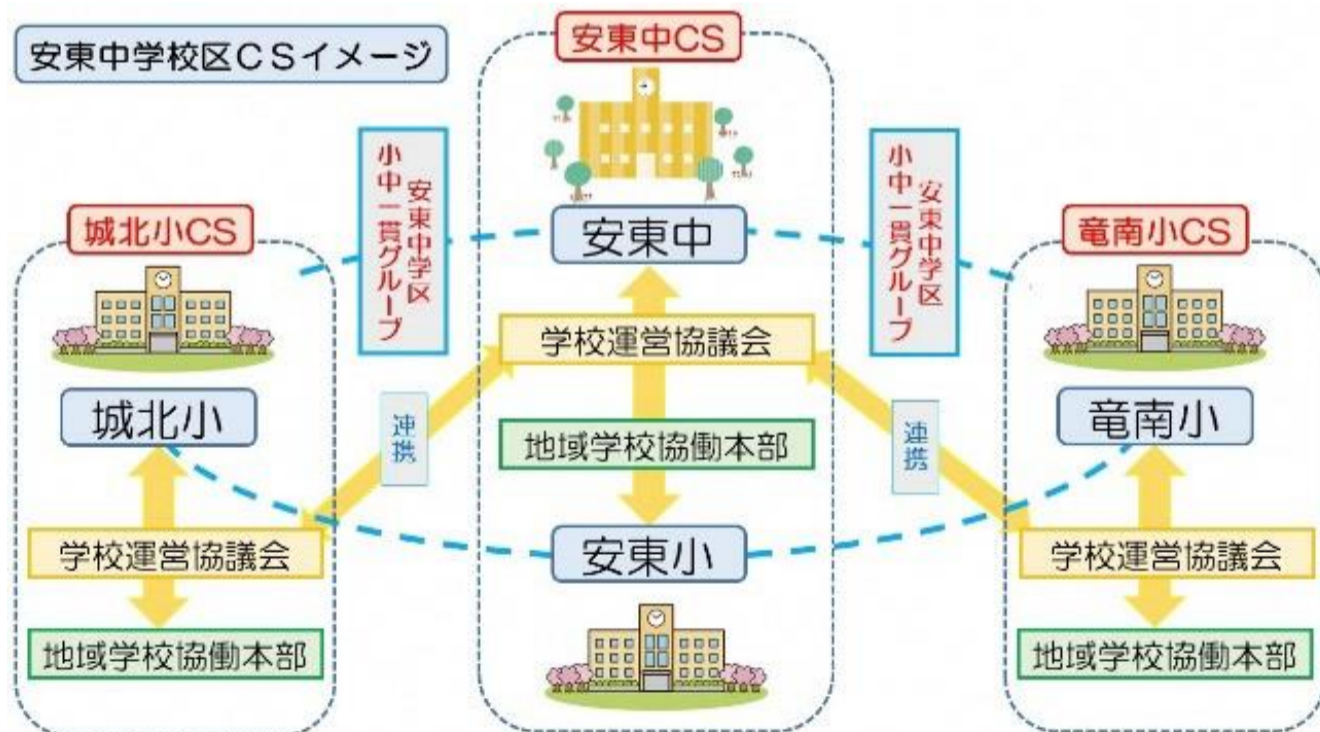 安東中学校区CSイメージ
安東中CS
安東中学区
小中一貫グループ
安東中学区
小中一貫グループ
城北小CS
安東中
竜南小CS
学校運営協議会
城北小
連携
地域学校協働本部
連携
竜南小
学校運営協議会
安東小
学校運営協議会
地域学校協働本部
地域学校協働本部